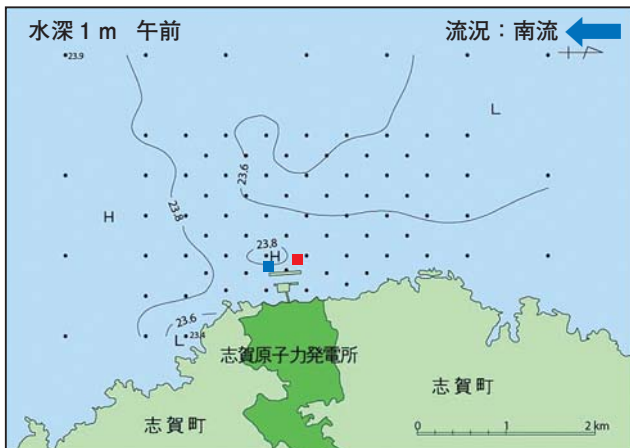 水深1m 午前
流況:南流
23.9
L
23.6
23.8
H
23.8
H
23.6
L
23.4
志賀原子力発電所
志賀町
志賀町
0 1 2 km